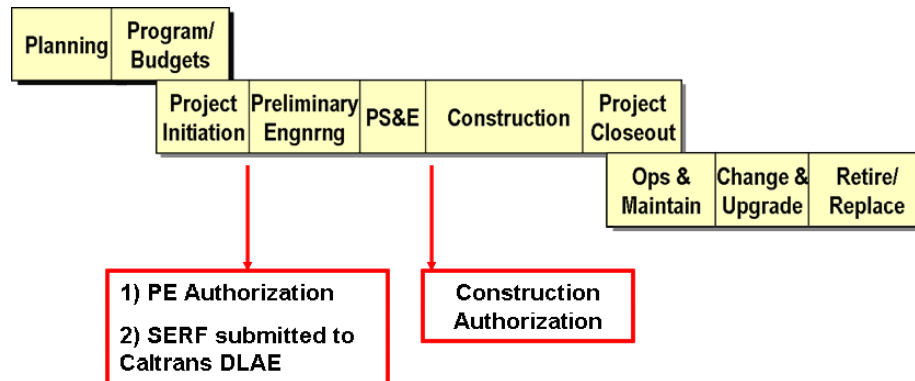 Planning
Program/
Budgets
Project
Initiation
Preliminary
Engnrng
PS&E
Construction
Project
Closeout
Ops &
Maintain
Change &
Upgrade
Retire/
Replace
1) PE Authorization
2) SERF submitted to
Caltrans DLAE
Construction
Authorization